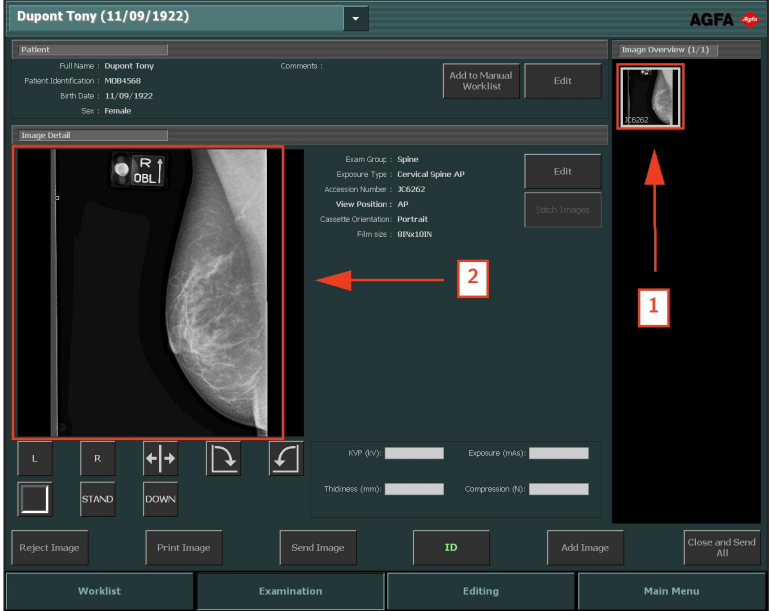 Dupont Tony (11/09/1922)
AGFA
Patient
Full Name : Dupont Tony
Comments :
Patient Identification : MOB4568
Birth Date : 11/09/1922
Sex : Female
Add to Manual
Worklist
Edit
Image Overview (1/1)
JC6262
1
Image Detail
R
OBL
Exam Group : Spine
Exposure Type : Cervical Spine AP
Accession Number : JC6262
View Position : AP
Cassette Orientation: Portrait
Film size : 8INx10IN
Edit
Stitch Images
2
L
R
STAND
DOWN
KVP (kV):
Exposure (mAs):
Thickness (mm):
Compression (N):
Reject Image
Print Image
Send Image
ID
Add Image
Close and Send
All
Worklist
Examination
Editing
Main Menu